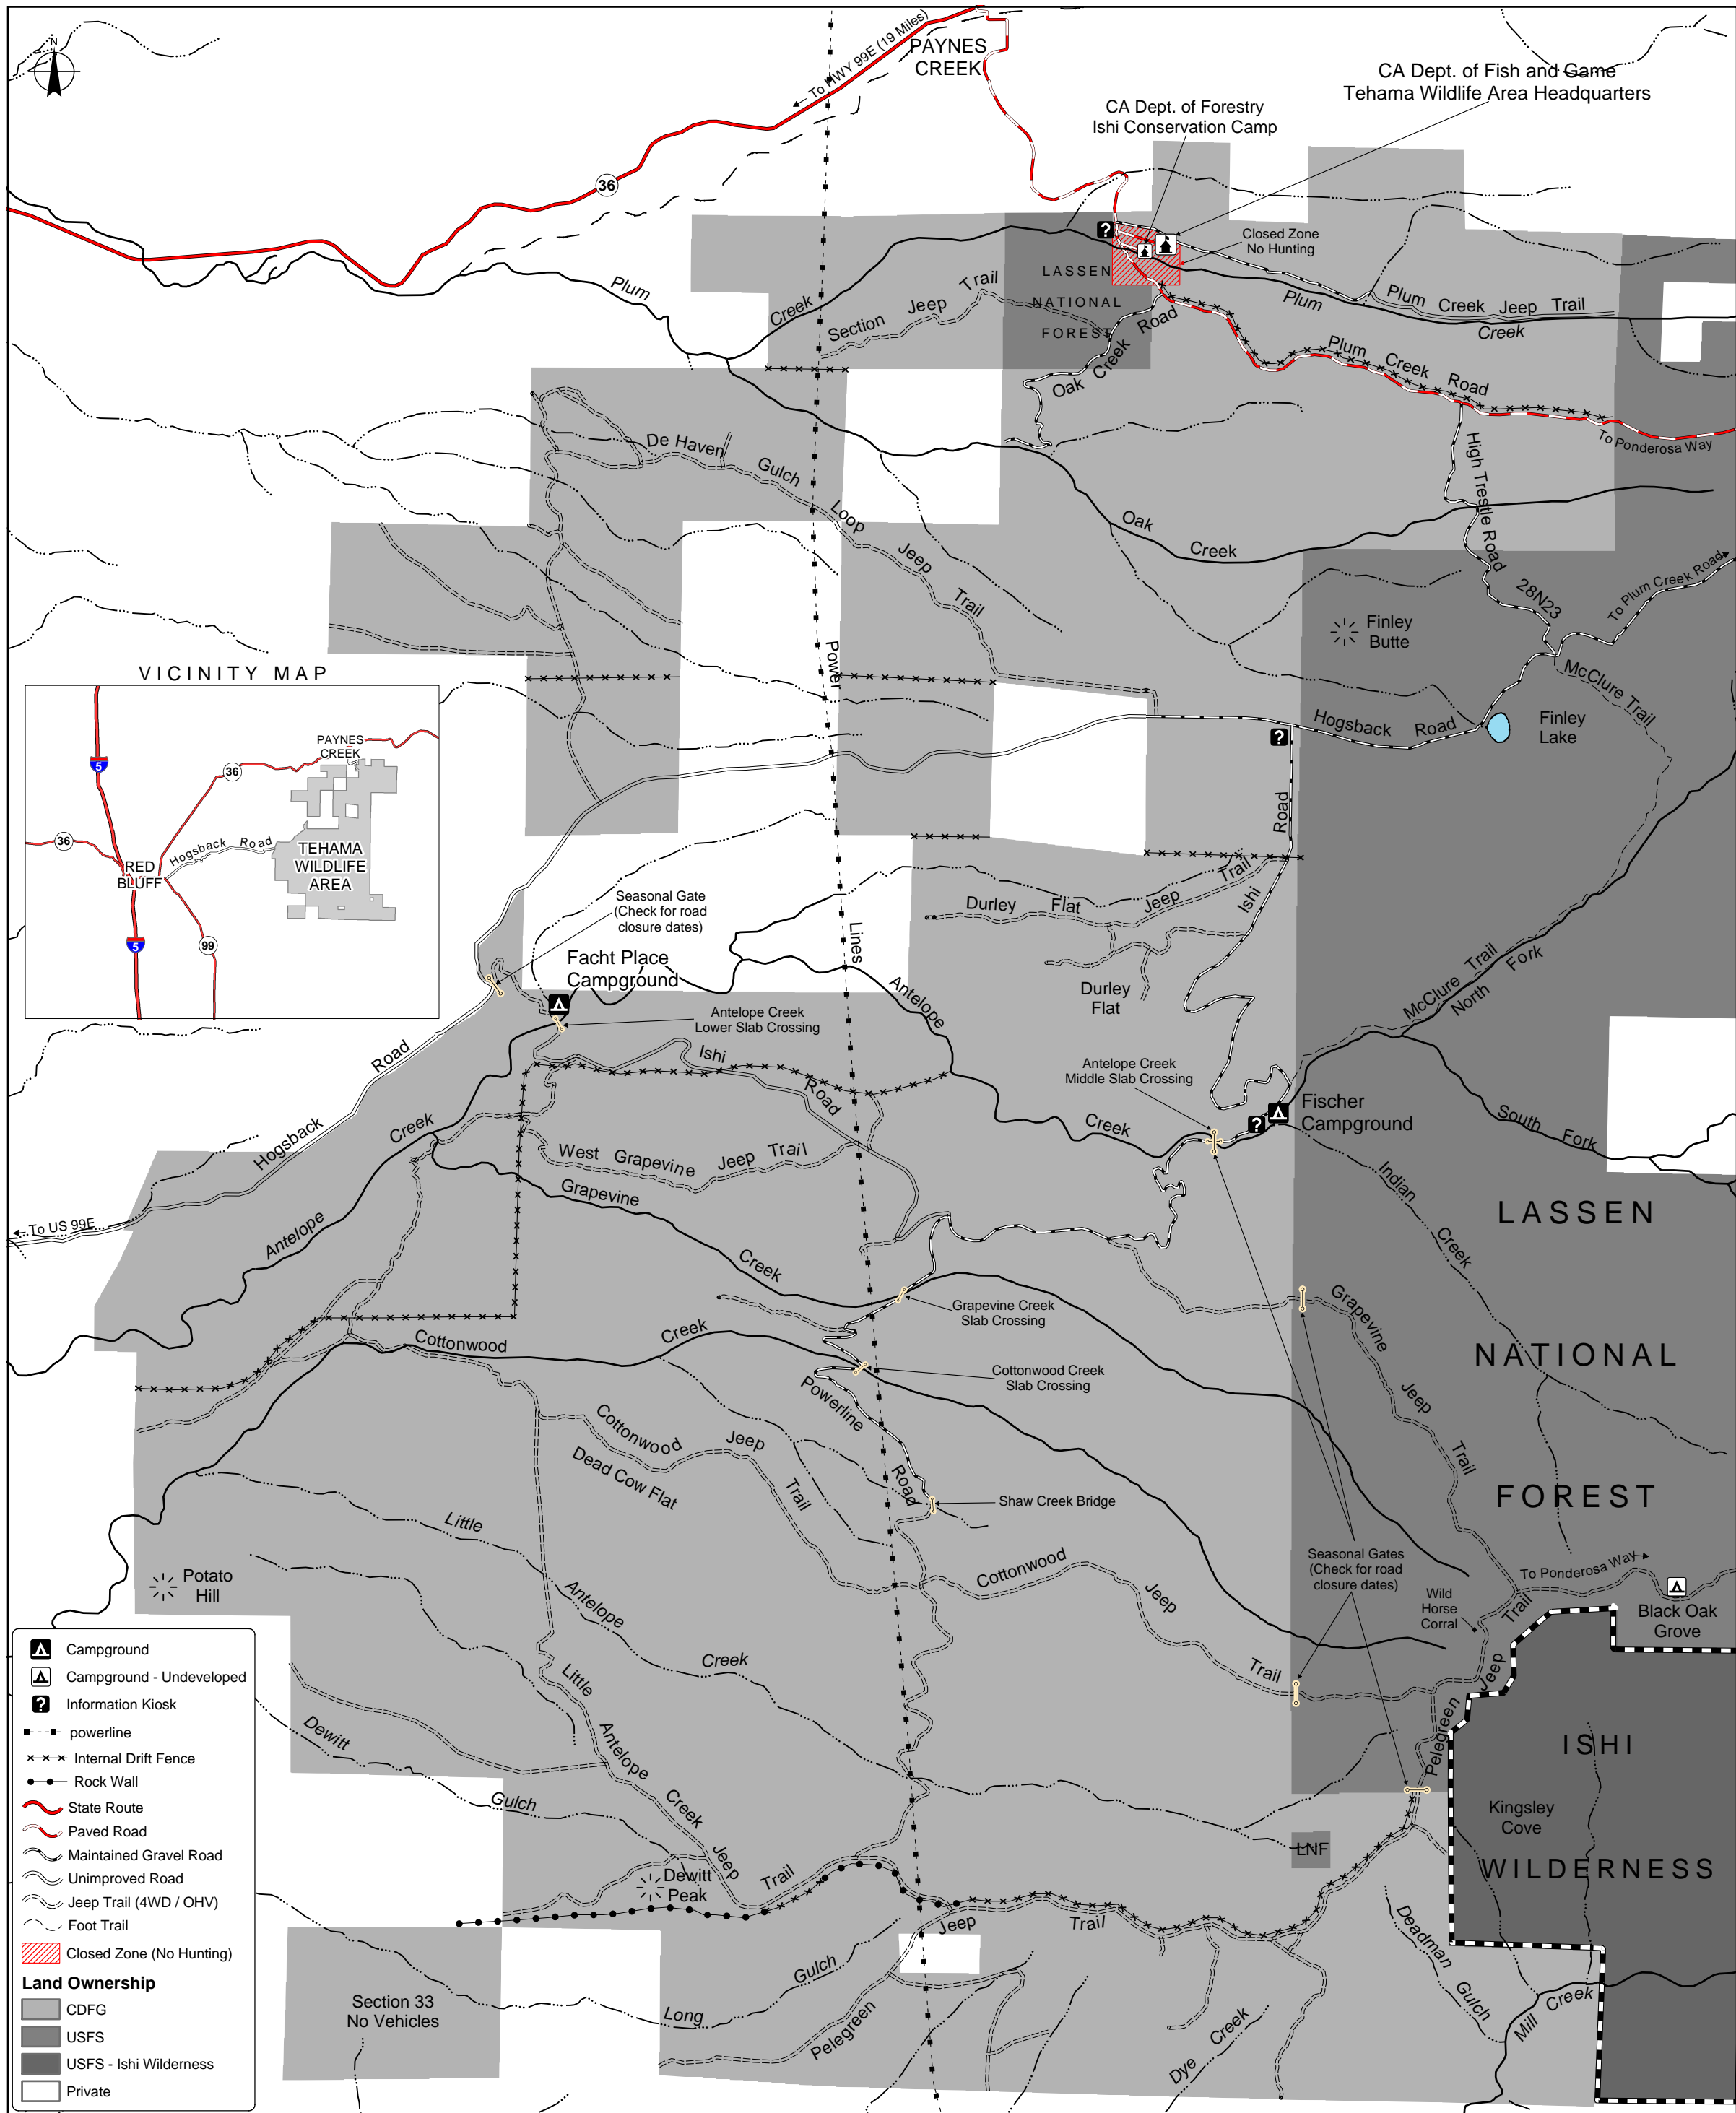 N
To HWY 99E (19 Miles)
PAYNES
CREEK
CA Dept. of Fish and Game
Tehama Wildlife Area Headquarters
CA Dept. of Forestry
Ishi Conservation Camp
36
?
Closed Zone
No Hunting
LASSEN
NATIONAL
FOREST
Plum
Creek
Section Jeep Trail
Oak Creek Road
Plum
Creek
Plum Creek Jeep Trail
Plum Creek Road
To Ponderosa Way
High Trestle Road
De Haven Gulch Loop Jeep Trail
Oak
Creek
28N23
To Plum Creek Road
Finley
Butte
McClure Trail
Power
Lines
Hogsback Road
Finley
Lake
?
VICINITY MAP
PAYNES
CREEK
5
36
36
Hogsback Road
RED
BLUFF
TEHAMA
WILDLIFE
AREA
5
99
Road
Ishi
Durley Flat Jeep Trail
Seasonal Gate
(Check for road
closure dates)
Facht Place
Campground
Durley
Flat
McClure Trail
North
Fork
Antelope
Creek
Antelope Creek
Lower Slab Crossing
Ishi
Road
Antelope Creek
Middle Slab Crossing
Fischer
Campground
?
South Fork
Hogsback
Road
To US 99E
Antelope
Creek
West Grapevine Jeep Trail
Grapevine
Creek
Indian
Creek
LASSEN
NATIONAL
FOREST
Grapevine Creek
Slab Crossing
Grapevine
Jeep
Trail
Cottonwood
Creek
Cottonwood Creek
Slab Crossing
Powerline
Road
Cottonwood
Jeep
Trail
Dead Cow Flat
Shaw Creek Bridge
Cottonwood
Jeep
Trail
Little
Antelope
Creek
Seasonal Gates
(Check for road
closure dates)
To Ponderosa Way
Wild
Horse
Corral
Black Oak
Grove
Potato
Hill
Pelegreen
Jeep
Trail
ISHI
WILDERNESS
Kingsley
Cove
Little
Antelope
Creek
Jeep
Trail
Dewitt
Gulch
Dewitt
Peak
LNF
Jeep
Trail
Pelegreen
Long
Gulch
Dye
Creek
Deadman
Gulch
Mill
Creek
Section 33
No Vehicles
Campground
Campground - Undeveloped
? Information Kiosk
powerline
Internal Drift Fence
Rock Wall
State Route
Paved Road
Maintained Gravel Road
Unimproved Road
Jeep Trail (4WD / OHV)
Foot Trail
Closed Zone (No Hunting)
Land Ownership
CDFG
USFS
USFS - Ishi Wilderness
Private